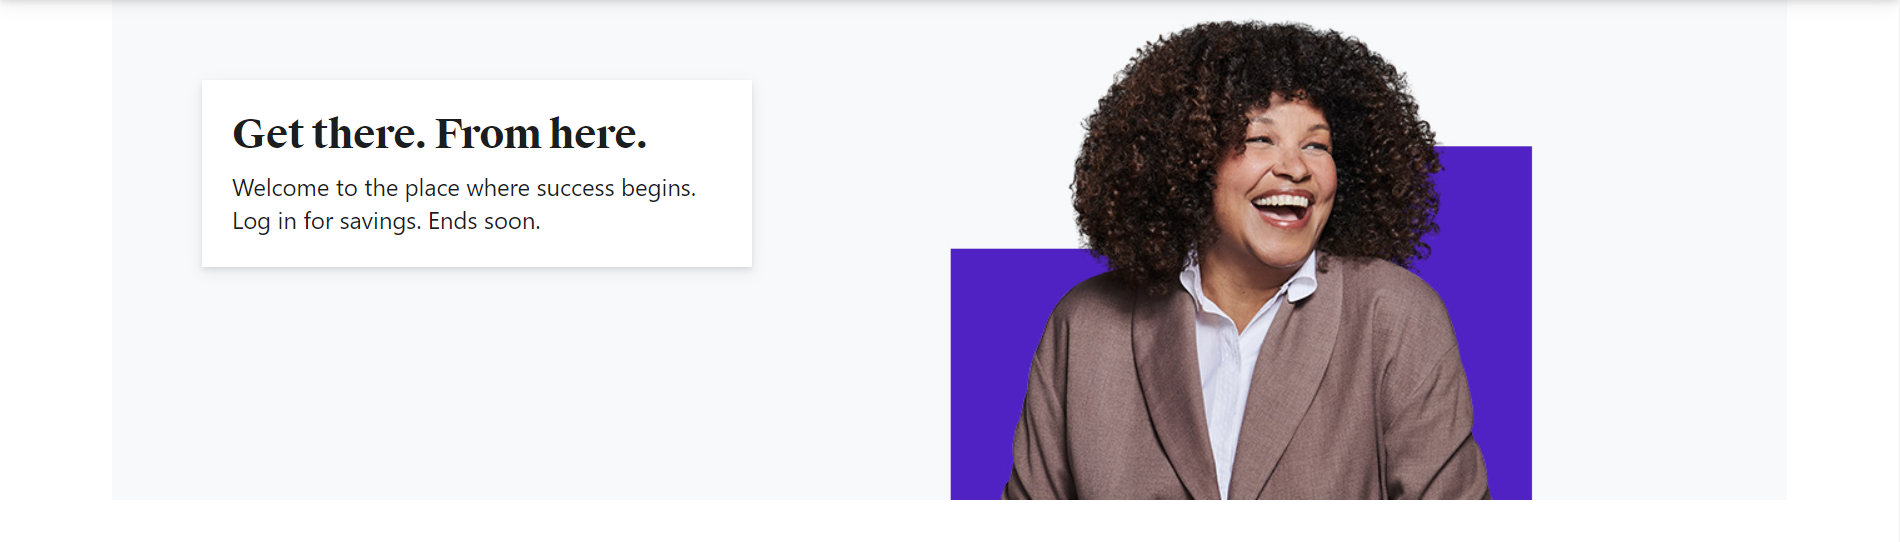 Get there. From here.
Welcome to the place where success begins.
Log in for savings. Ends soon.